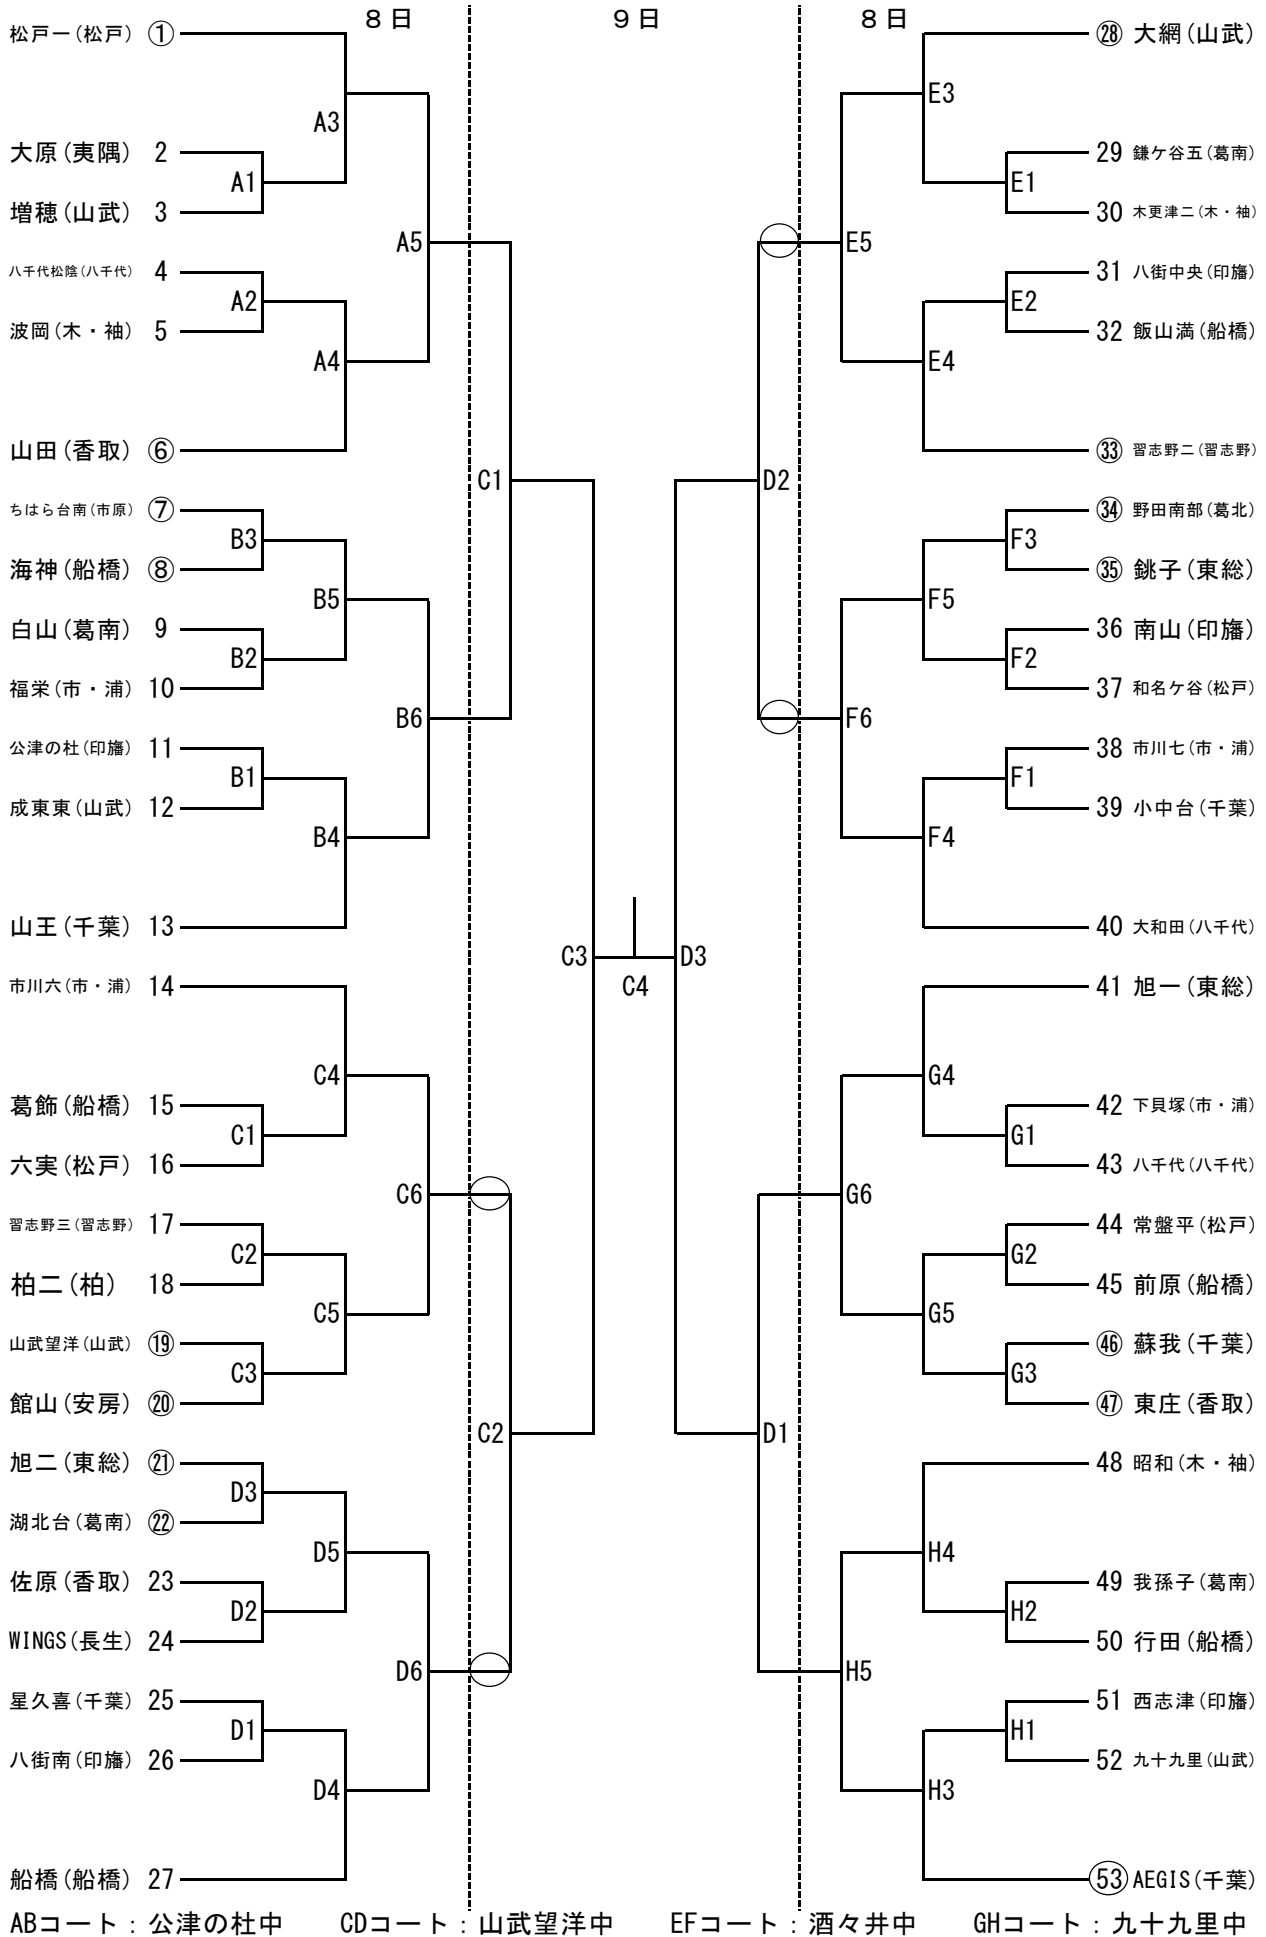 8日 9日 8日
松戸一(松戸) ①
大原(夷隅) 2
増穂(山武) 3
八千代松陰(八千代) 4
波岡(木・袖) 5
山田(香取) ⑥
ちはら台南(市原) ⑦
海神(船橋) ⑧
白山(葛南) 9
福栄(市・浦) 10
公津の杜(印旛) 11
成東東(山武) 12
山王(千葉) 13
市川六(市・浦) 14
葛飾(船橋) 15
六実(松戸) 16
習志野三(習志野) 17
柏二(柏) 18
山武望洋(山武) ⑲
館山(安房) ⑳
旭二(東総) ㉑
湖北台(葛南) ㉒
佐原(香取) 23
WINGS(長生) 24
星久喜(千葉) 25
八街南(印旛) 26
船橋(船橋) 27
A3
A1
A5
A2
A4
C1
B3
B5
B2
B6
B1
B4
C3
C4
C4
C1
C6
C2
C5
C3
C2
D3
D5
D2
D6
D1
D4
E3
E1
E5
E2
E4
D2
F3
F5
F2
F6
F1
F4
D3
G4
G1
G6
G2
G5
G3
D1
H4
H2
H5
H1
H3
㉘ 大網(山武)
29 鎌ケ谷五(葛南)
30 木更津二(木・袖)
31 八街中央(印旛)
32 飯山満(船橋)
㉝ 習志野二(習志野)
㉞ 野田南部(葛北)
㉟ 銚子(東総)
36 南山(印旛)
37 和名ケ谷(松戸)
38 市川七(市・浦)
39 小中台(千葉)
40 大和田(八千代)
41 旭一(東総)
42 下貝塚(市・浦)
43 八千代(八千代)
44 常盤平(松戸)
45 前原(船橋)
㊻ 蘇我(千葉)
㊼ 東庄(香取)
48 昭和(木・袖)
49 我孫子(葛南)
50 行田(船橋)
51 西志津(印旛)
52 九十九里(山武)
53 AEGIS(千葉)
ABコート：公津の杜中 CDコート：山武望洋中 EFコート：酒々井中 GHコート：九十九里中